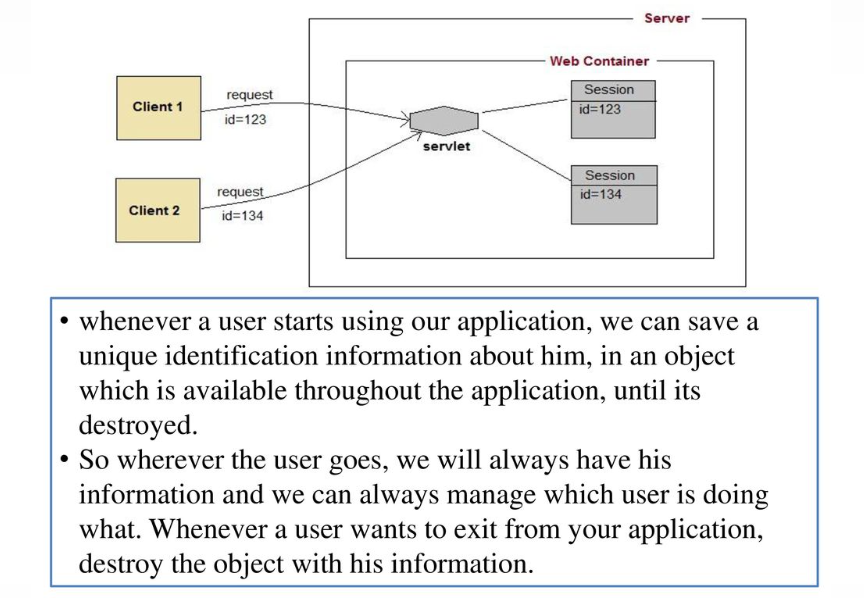 Server
Web Container
Client 1
request
id=123
servlet
Session
id=123
Client 2
request
id=134
Session
id=134
• whenever a user starts using our application, we can save a
unique identification information about him, in an object
which is available throughout the application, until its
destroyed.
• So wherever the user goes, we will always have his
information and we can always manage which user is doing
what. Whenever a user wants to exit from your application,
destroy the object with his information.